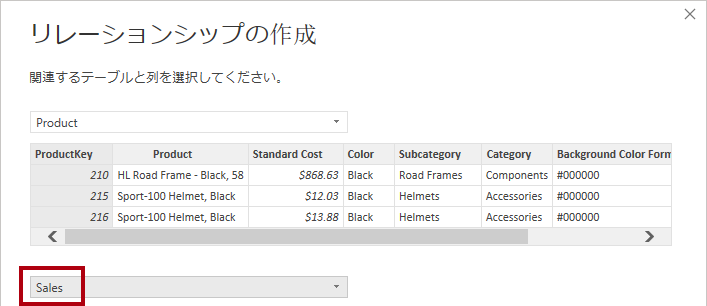 リレーションシップの作成
関連するテーブルと列を選択してください。
Product
ProductKey Product Standard Cost Color Subcategory Category Background Color Form
210 HL Road Frame - Black, 58 $868.63 Black Road Frames Components #000000
215 Sport-100 Helmet, Black $12.03 Black Helmets Accessories #000000
216 Sport-100 Helmet, Black $13.88 Black Helmets Accessories #000000
Sales